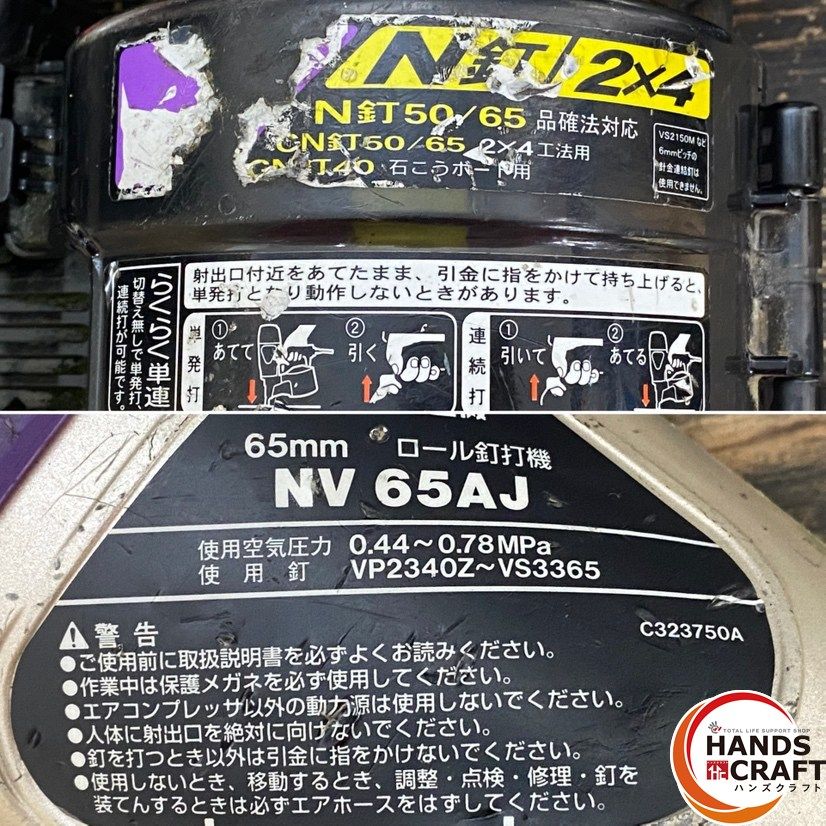 N釘/2×4
N釘50/65 品確法対応
CN釘50/65 2×4工法用
石こうボード用
VS2150Mなど
6mmピッチの
針金連結釘は
使用できません。
らくらく単連
切替え無しで単発打、
連続打が可能です。
射出口付近をあてたまま、引金に指をかけて持ち上げると、
単発打となり動作しないときがあります。
単発打
①
あてて
②
引く
連続打
①
引いて
②
あてる
65mm ロール釘打機
NV 65AJ
使用空気圧力 0.44～0.78MPa
使用釘 VP2340Z～VS3365
C323750A
警告
●ご使用前に取扱説明書を必ずよくお読みください。
●作業中は保護メガネを必ず使用してください。
●エアコンプレッサ以外の動力源は使用しないでください。
●人体に射出口を絶対に向けないでください。
●釘を打つとき以外は引金に指をかけないでください。
●使用しないとき、移動するとき、調整・点検・修理・釘を
装てんするときは必ずエアホースをはずしてください。
TOTAL LIFE SUPPORT SHOP
HANDS
CRAFT
ハンズクラフト